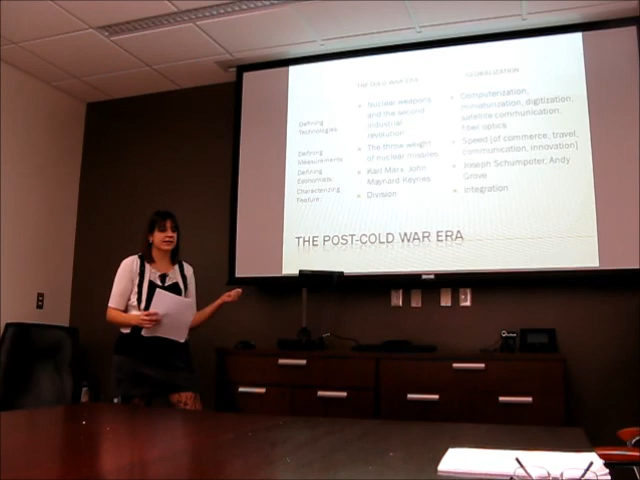 THE COLD WAR ERA
GLOBALIZATION
Defining
Technologies:
Nuclear weapons
and the second
industrial
revolution
Computerization,
miniaturization, digitization,
satellite communication,
fiber optics
Defining
Measurements:
The throw weight
of nuclear missiles
Speed [of commerce, travel,
communication, innovation]
Defining
Economists:
Karl Marx, John
Maynard Keynes
Joseph Schumpeter, Andy
Grove
Characterizing
Feature:
Division
Integration
THE POST-COLD WAR ERA